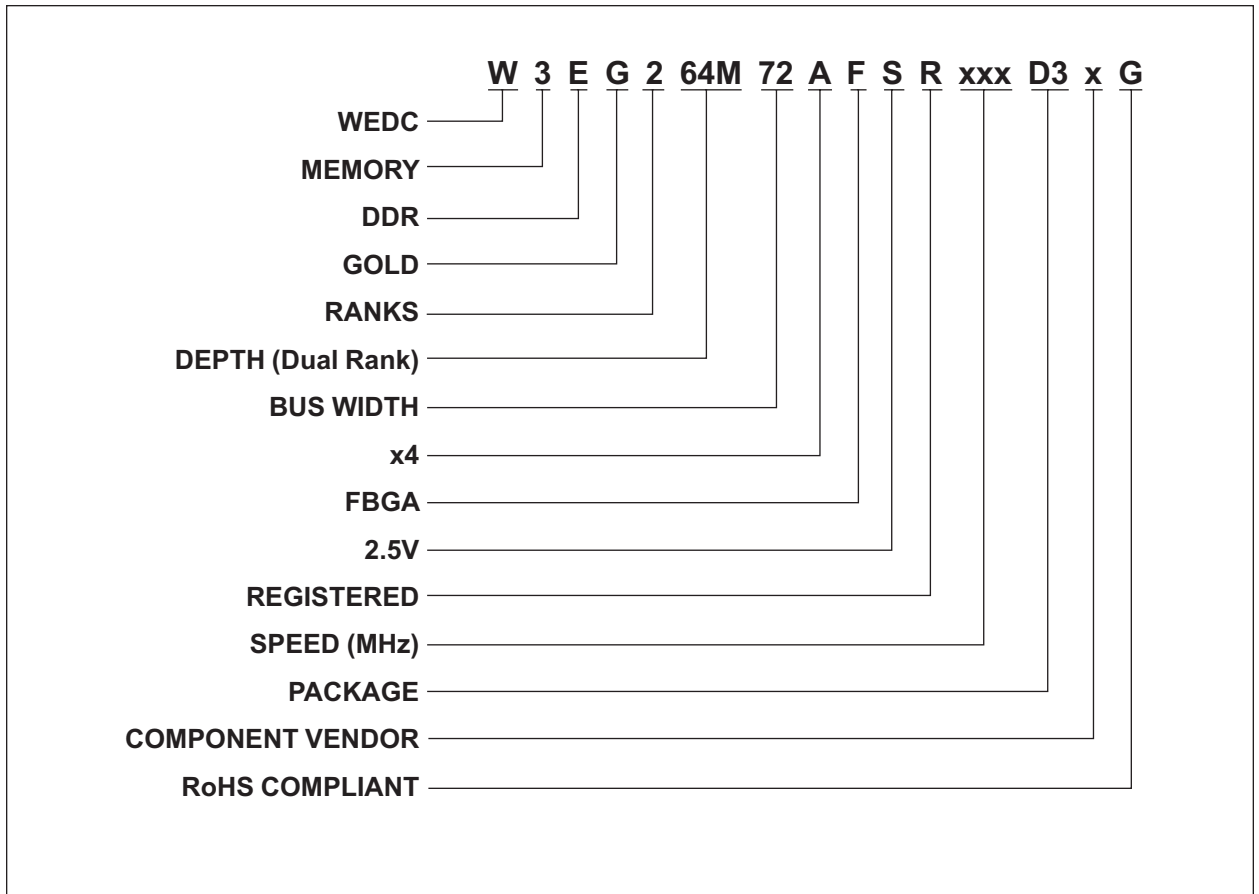 W 3 E G 2 64M 72 A F S R xxx D3 x G
WEDC
MEMORY
DDR
GOLD
RANKS
DEPTH (Dual Rank)
BUS WIDTH
x4
FBGA
2.5V
REGISTERED
SPEED (MHz)
PACKAGE
COMPONENT VENDOR
RoHS COMPLIANT